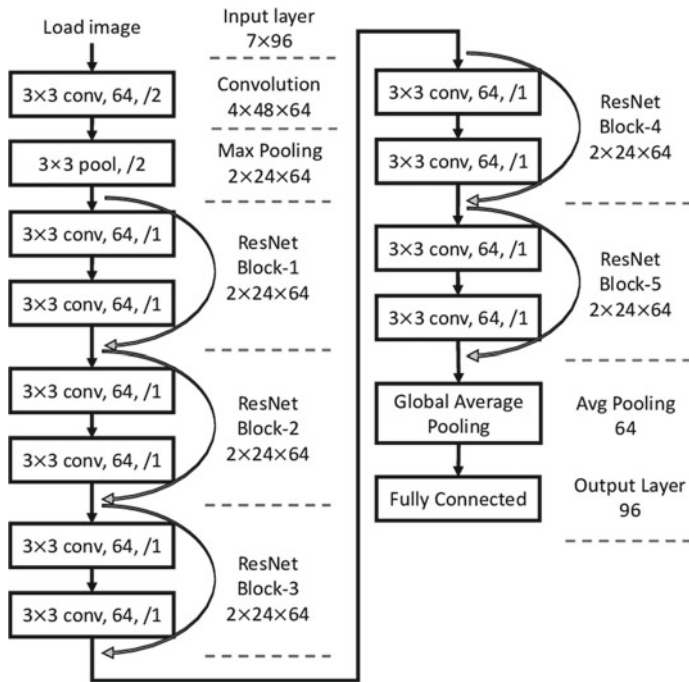 Load image
Input layer
7×96
3×3 conv, 64, /2
Convolution
4×48×64
3×3 pool, /2
Max Pooling
2×24×64
3×3 conv, 64, /1
3×3 conv, 64, /1
ResNet
Block-1
2×24×64
3×3 conv, 64, /1
3×3 conv, 64, /1
ResNet
Block-2
2×24×64
3×3 conv, 64, /1
3×3 conv, 64, /1
ResNet
Block-3
2×24×64
3×3 conv, 64, /1
3×3 conv, 64, /1
ResNet
Block-4
2×24×64
3×3 conv, 64, /1
3×3 conv, 64, /1
ResNet
Block-5
2×24×64
Global Average
Pooling
Avg Pooling
64
Fully Connected
Output Layer
96